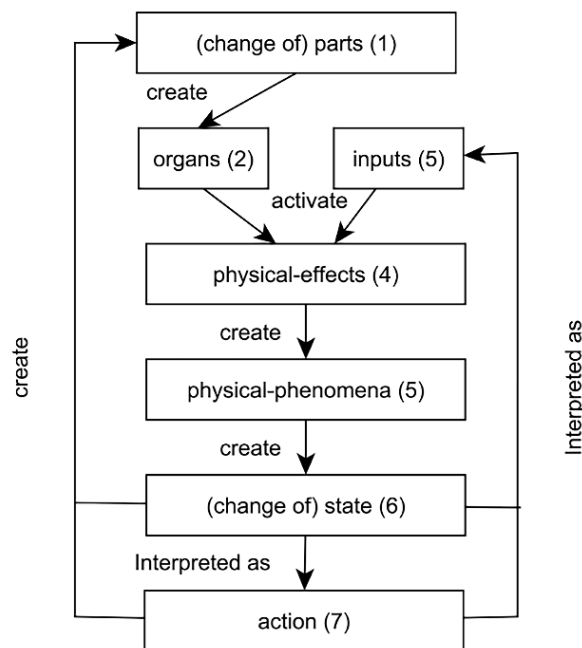 (change of) parts (1)
create
organs (2)
inputs (5)
activate
physical-effects (4)
create
physical-phenomena (5)
create
(change of) state (6)
Interpreted as
action (7)
create
Interpreted as